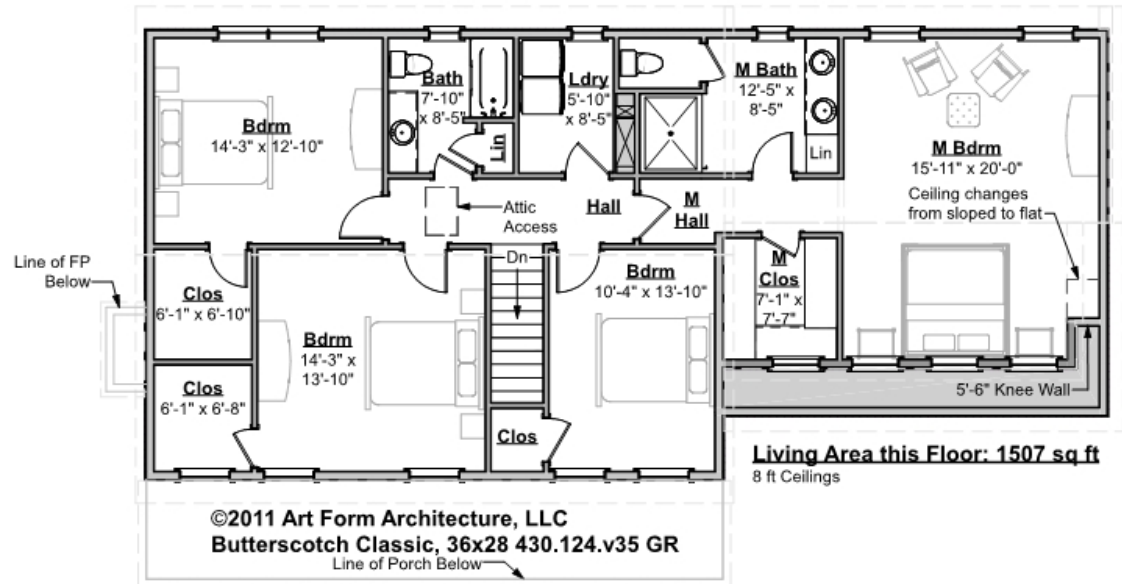 Bdrm
14'-3" x 12'-10"
Bath
7'-10"
x 8'-5"
Lin
Ldry
5'-10"
x 8'-5"
M Bath
12'-5" x
8'-5"
Lin
M Bdrm
15'-11" x 20'-0"
Ceiling changes
from sloped to flat
Attic
Access
Hall
M
Hall
Line of FP
Below
Clos
6'-1" x 6'-10"
Dn
Bdrm
10'-4" x 13'-10"
M
Clos
7'-1" x
7'-7"
Bdrm
14'-3" x
13'-10"
Clos
6'-1" x 6'-8"
Clos
5'-6" Knee Wall
Living Area this Floor: 1507 sq ft
8 ft Ceilings
©2011 Art Form Architecture, LLC
Butterscotch Classic, 36x28 430.124.v35 GR
Line of Porch Below